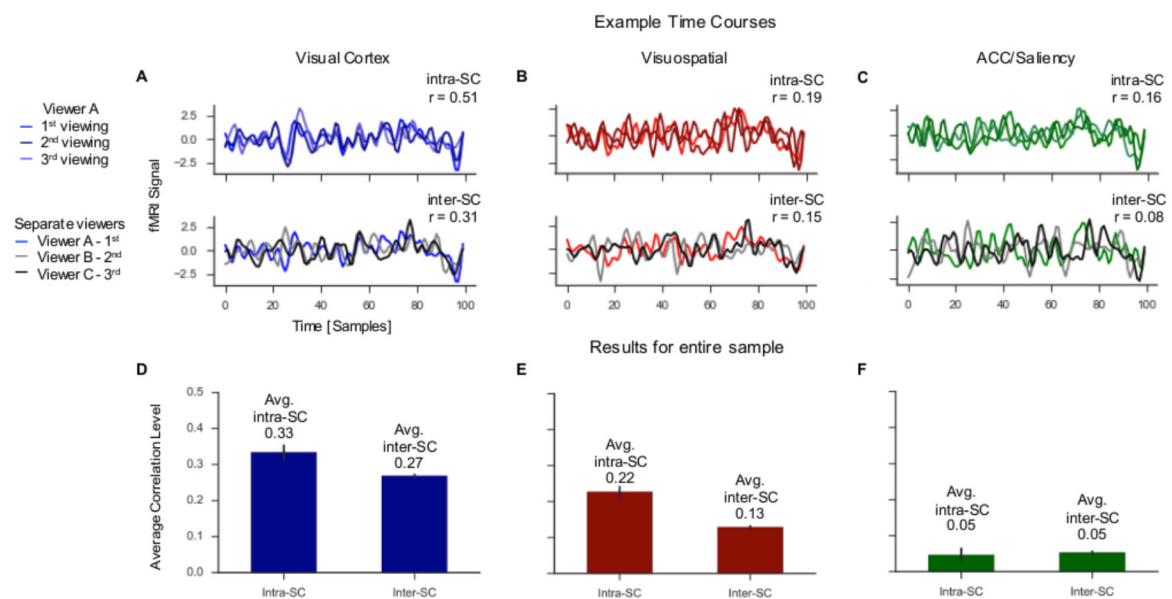 Example Time Courses
Visual Cortex
Visuospatial
ACC/Saliency
A
intra-SC
r = 0.51
B
intra-SC
r = 0.19
C
intra-SC
r = 0.16
Viewer A
1st viewing
2nd viewing
3rd viewing
2.5
0.0
−2.5
fMRI Signal
inter-SC
r = 0.31
inter-SC
r = 0.15
inter-SC
r = 0.08
Separate viewers
Viewer A - 1st
Viewer B - 2nd
Viewer C - 3rd
2.5
0.0
−2.5
0 20 40 60 80 100
0 20 40 60 80 100
0 20 40 60 80 100
Time [Samples]
Results for entire sample
D
E
F
Average Correlation Level
0.5
0.4
0.3
0.2
0.1
0.0
Avg.
intra-SC
0.33
Avg.
inter-SC
0.27
Avg.
intra-SC
0.22
Avg.
inter-SC
0.13
Avg.
intra-SC
0.05
Avg.
inter-SC
0.05
Intra-SC Inter-SC
Intra-SC Inter-SC
Intra-SC Inter-SC